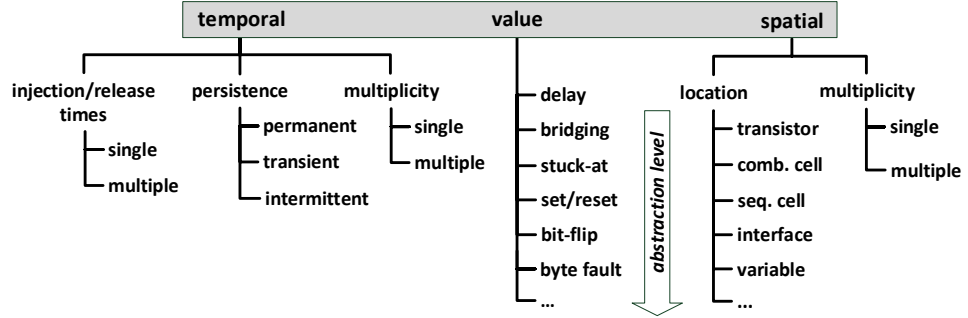 temporal
value
spatial
injection/release
times
single
multiple
persistence
permanent
transient
intermittent
multiplicity
single
multiple
delay
bridging
stuck-at
set/reset
bit-flip
byte fault
...
abstraction level
location
transistor
comb. cell
seq. cell
interface
variable
...
multiplicity
single
multiple